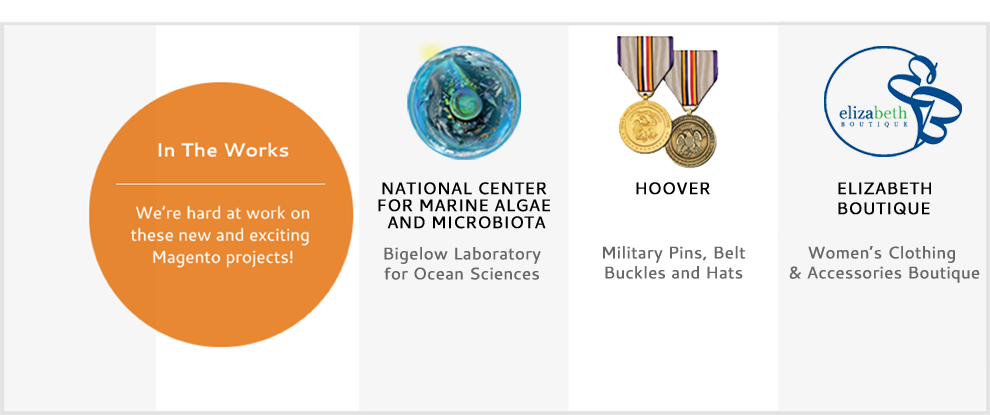 In The Works
We're hard at work on
these new and exciting
Magento projects!
NATIONAL CENTER
FOR MARINE ALGAE
AND MICROBIOTA
Bigelow Laboratory
for Ocean Sciences
HOOVER
Military Pins, Belt
Buckles and Hats
elizabeth
BOUTIQUE
ELIZABETH
BOUTIQUE
Women's Clothing
& Accessories Boutique